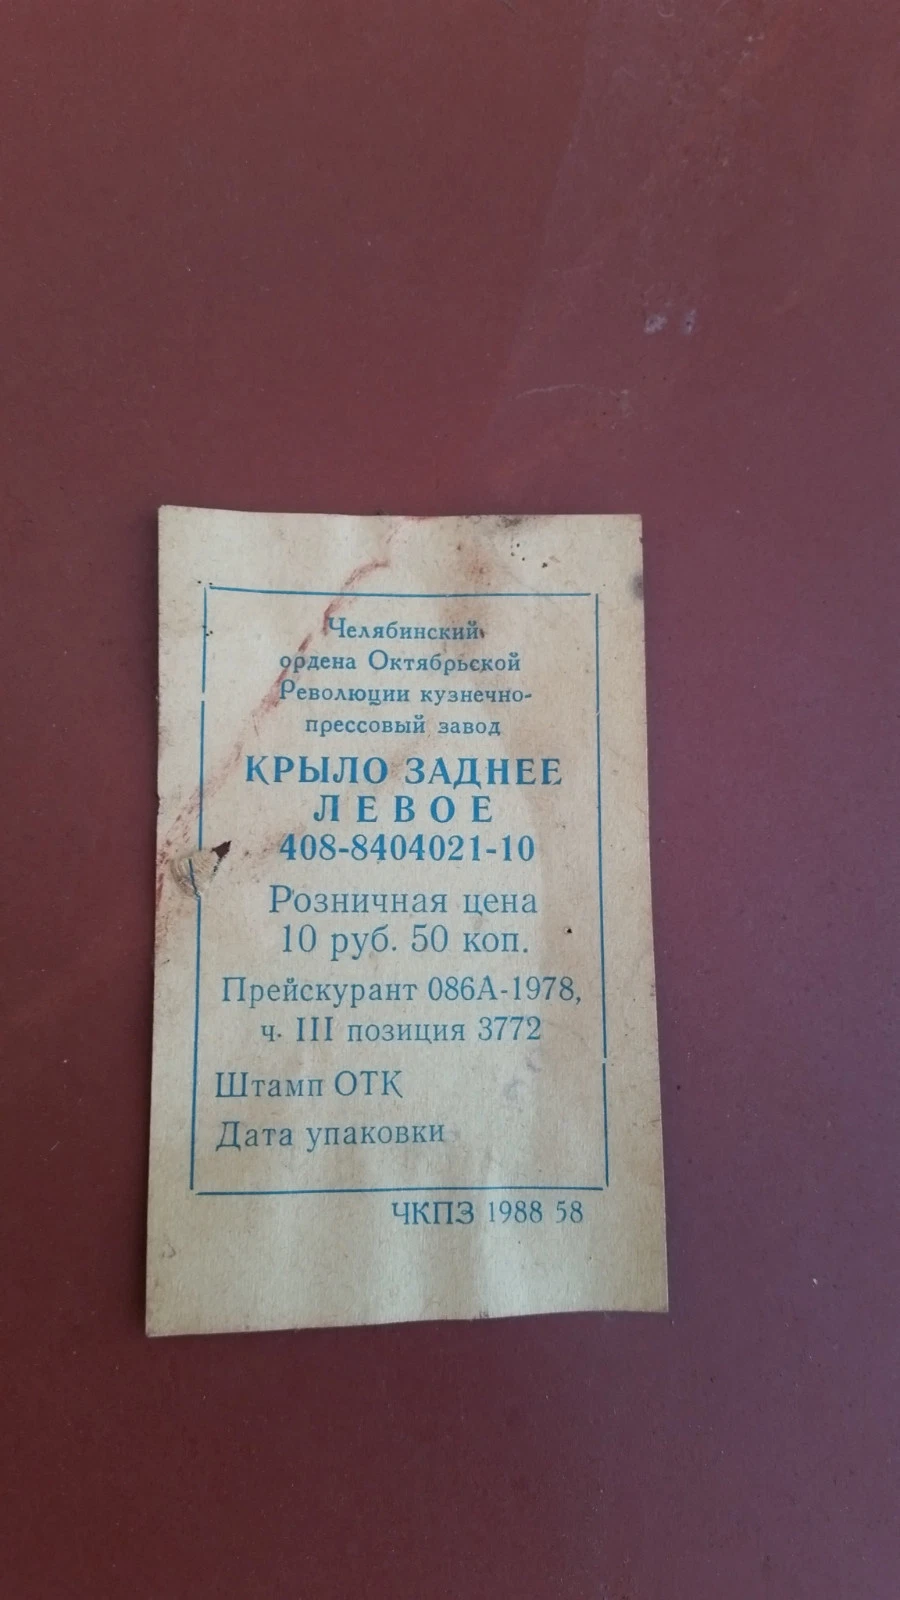 Челябинский
ордена Октябрьской
Революции кузнечно-
прессовый завод
КРЫЛО ЗАДНЕЕ
ЛЕВОЕ
408-8404021-10
Розничная цена
10 руб. 50 коп.
Прейскурант 086А-1978,
ч. III позиция 3772
Штамп ОТК
Дата упаковки
ЧКПЗ 1988 58